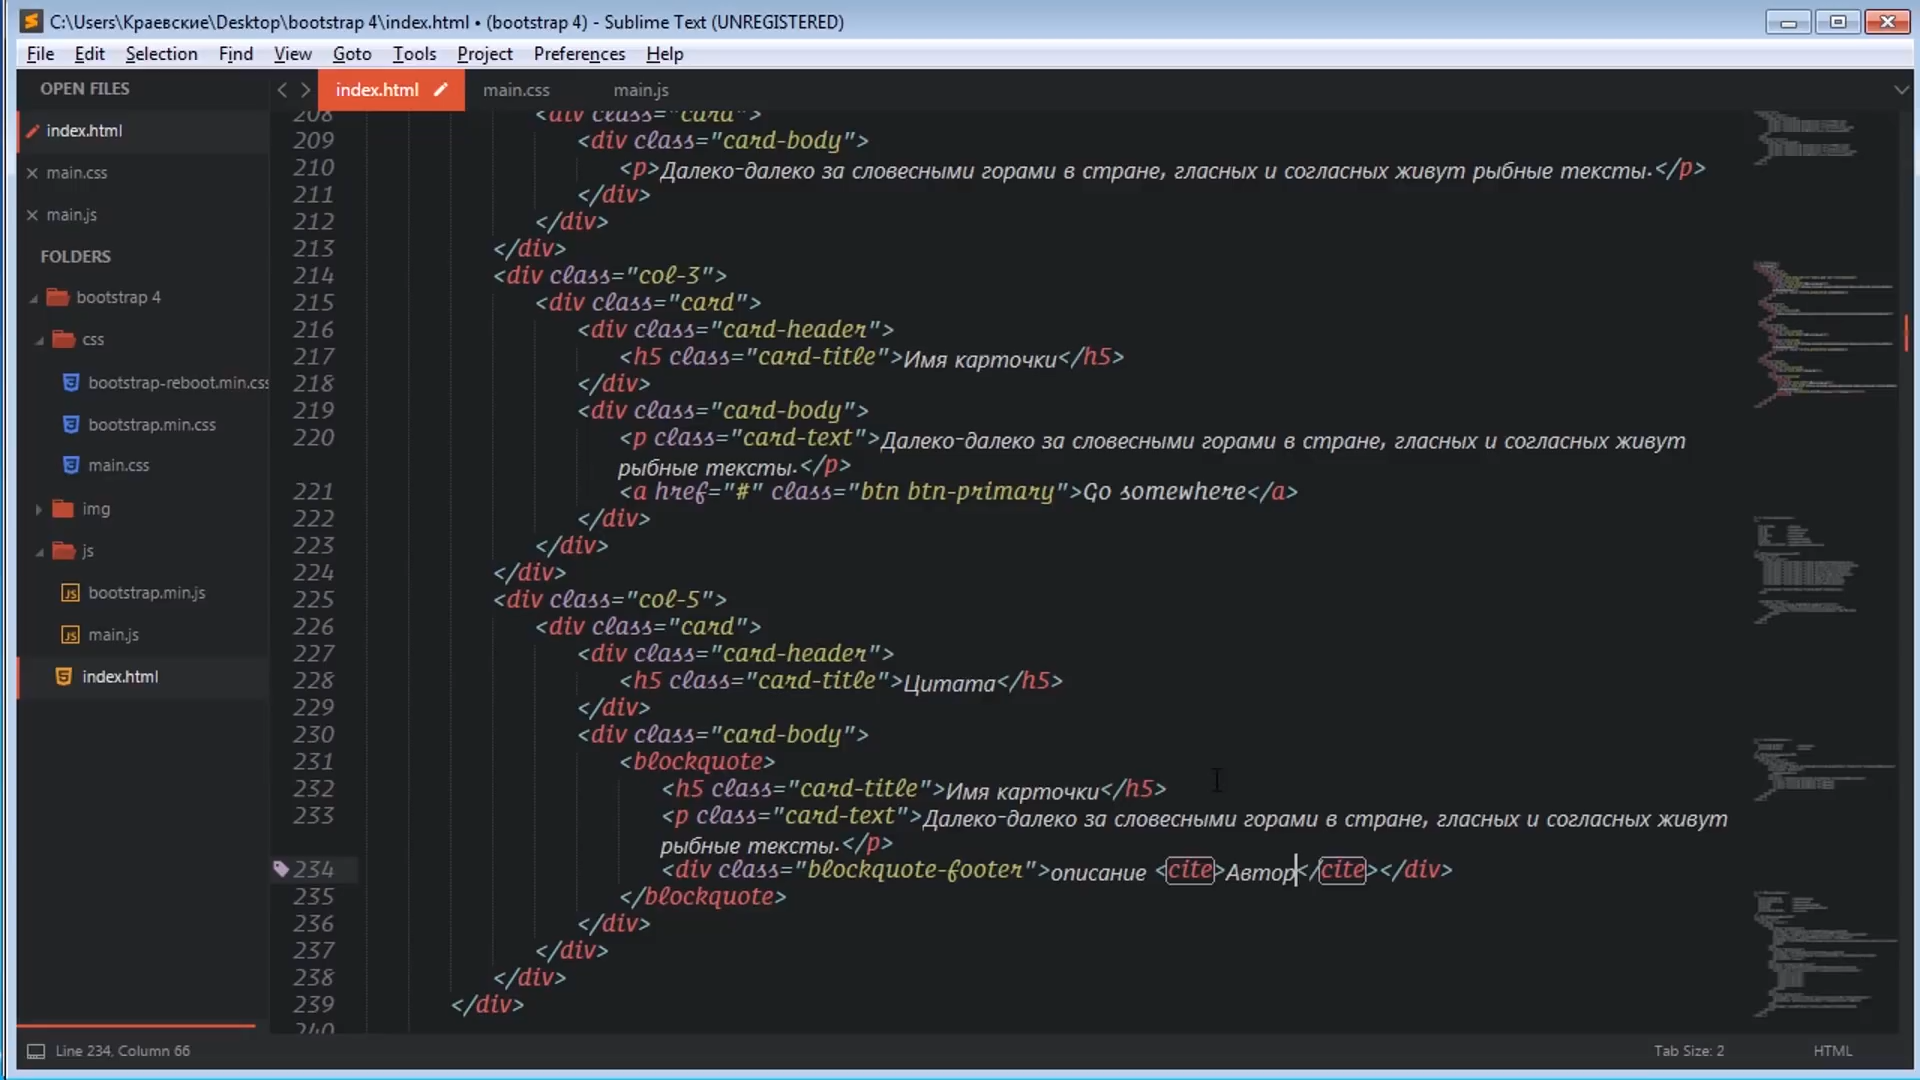 C:\Users\Краевские\Desktop\bootstrap 4\index.html • (bootstrap 4) - Sublime Text (UNREGISTERED)
File Edit Selection Find View Goto Tools Project Preferences Help
OPEN FILES
index.html
main.css
main.js
FOLDERS
bootstrap 4
css
bootstrap-reboot.min.css
bootstrap.min.css
main.css
img
js
bootstrap.min.js
main.js
index.html
index.html main.css main.js
208 <div class="card">
209 <div class="card-body">
210 <p>Далеко-далеко за словесными горами в стране, гласных и согласных живут рыбные тексты.</p>
211 </div>
212 </div>
213 </div>
214 <div class="col-3">
215 <div class="card">
216 <div class="card-header">
217 <h5 class="card-title">Имя карточки</h5>
218 </div>
219 <div class="card-body">
220 <p class="card-text">Далеко-далеко за словесными горами в стране, гласных и согласных живут
рыбные тексты.</p>
221 <a href="#" class="btn btn-primary">Go somewhere</a>
222 </div>
223 </div>
224 </div>
225 <div class="col-5">
226 <div class="card">
227 <div class="card-header">
228 <h5 class="card-title">Цитата</h5>
229 </div>
230 <div class="card-body">
231 <blockquote>
232 <h5 class="card-title">Имя карточки</h5>
233 <p class="card-text">Далеко-далеко за словесными горами в стране, гласных и согласных живут
рыбные тексты.</p>
234 <div class="blockquote-footer">описание <cite>Автор</cite></div>
235 </blockquote>
236 </div>
237 </div>
238 </div>
239 </div>
240
Line 234, Column 66
Tab Size: 2
HTML